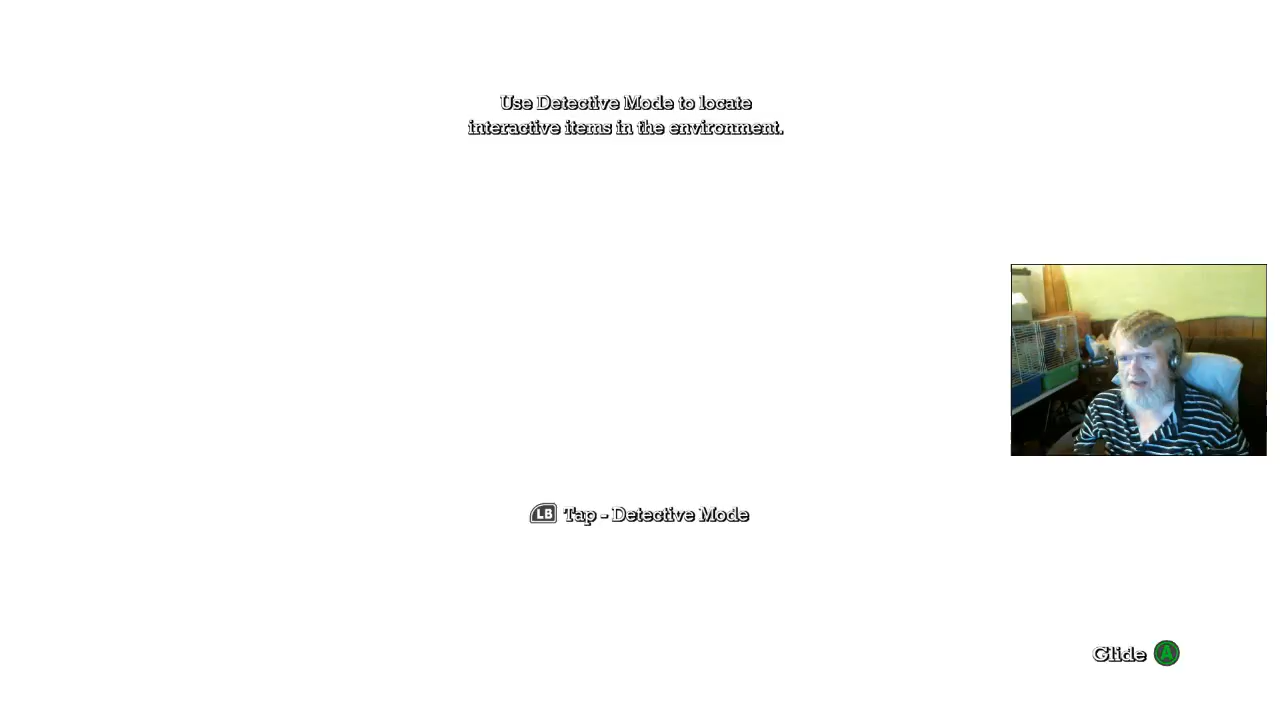 Use Detective Mode to locate
interactive items in the environment.
LB Tap - Detective Mode
Glide A